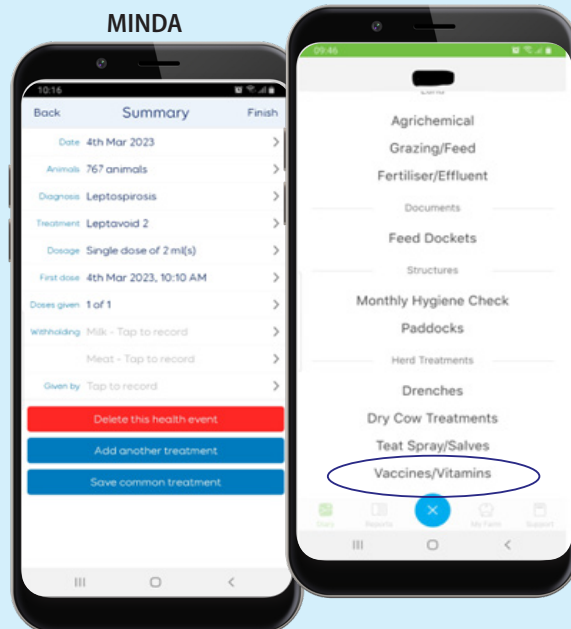 MINDA
10:16
Back Summary Finish
Date 4th Mar 2023
Animals 767 animals
Diagnosis Leptospirosis
Treatment Leptavoid 2
Dosage Single dose of 2 ml(s)
First dose 4th Mar 2023, 10:10 AM
Doses given 1 of 1
Withholding Milk - Tap to record
Meat - Tap to record
Given by Tap to record
Delete this health event
Add another treatment
Save common treatment
09:46
Agrichemical
Grazing/Feed
Fertiliser/Effluent
Documents
Feed Dockets
Structures
Monthly Hygiene Check
Paddocks
Herd Treatments
Drenches
Dry Cow Treatments
Teat Spray/Salves
Vaccines/Vitamins
Diary Reports My Farm Support